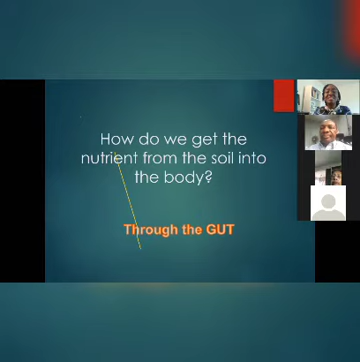 How do we get the
nutrient from the soil into
the body?
Through the GUT